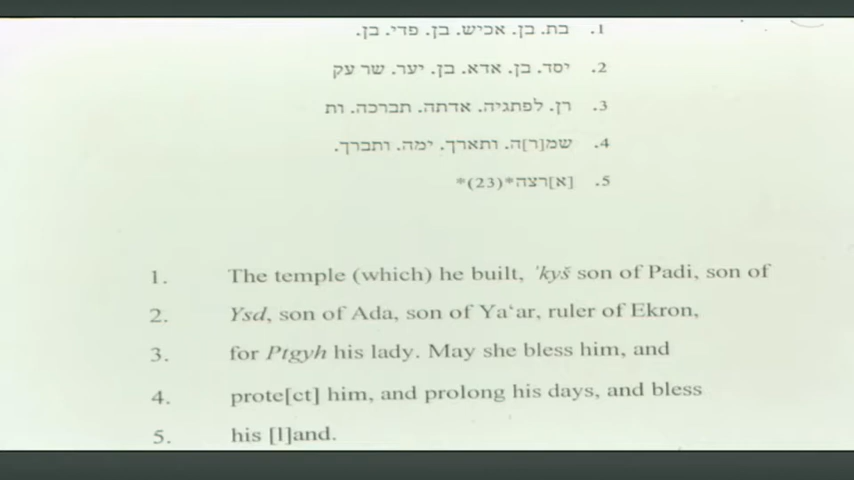 1. בת. בן. אכיש. בן. פדי. בן.
2. יסד. בן. אדא. בן. יער. שר עק
3. רן. לפתגיה. אדתה. תברכה. ות
4. שמ[ר]ה. ותארך. ימה. ותברך.
5. [א]רצה*(23)*
1. The temple (which) he built, 'kyš son of Padi, son of
2. Ysd, son of Ada, son of Ya‘ar, ruler of Ekron,
3. for Ptgyh his lady. May she bless him, and
4. prote[ct] him, and prolong his days, and bless
5. his [l]and.